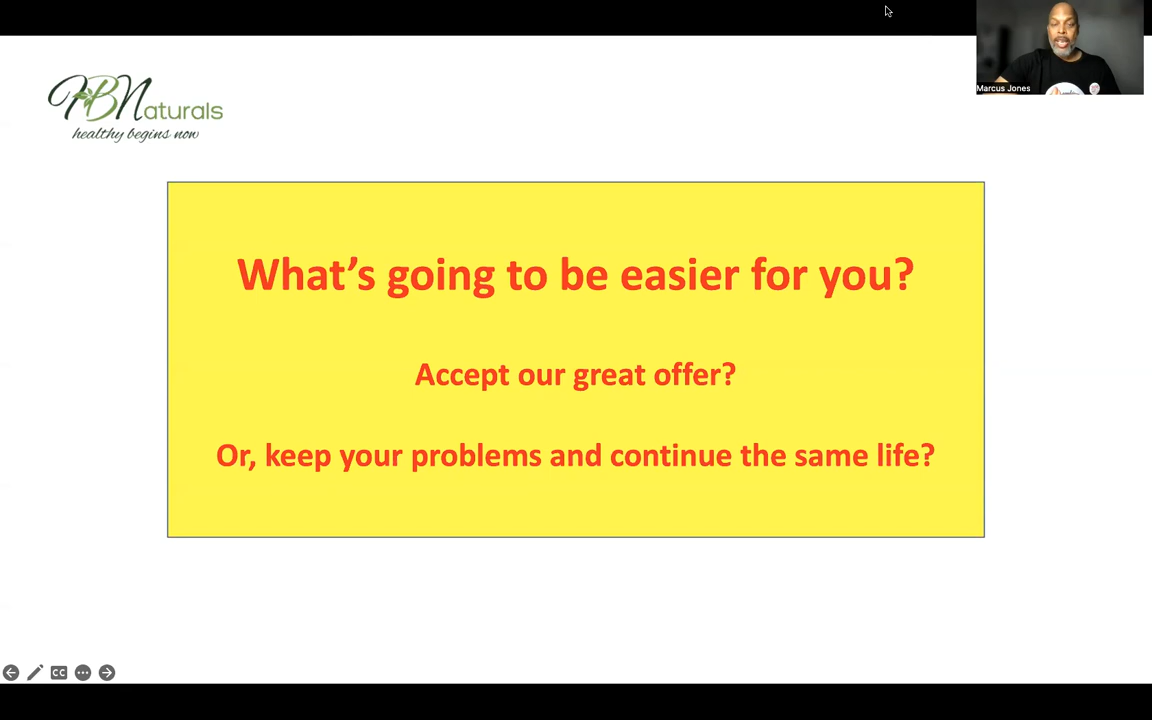 Marcus Jones
HBNaturals
healthy begins now
What's going to be easier for you?
Accept our great offer?
Or, keep your problems and continue the same life?
CC